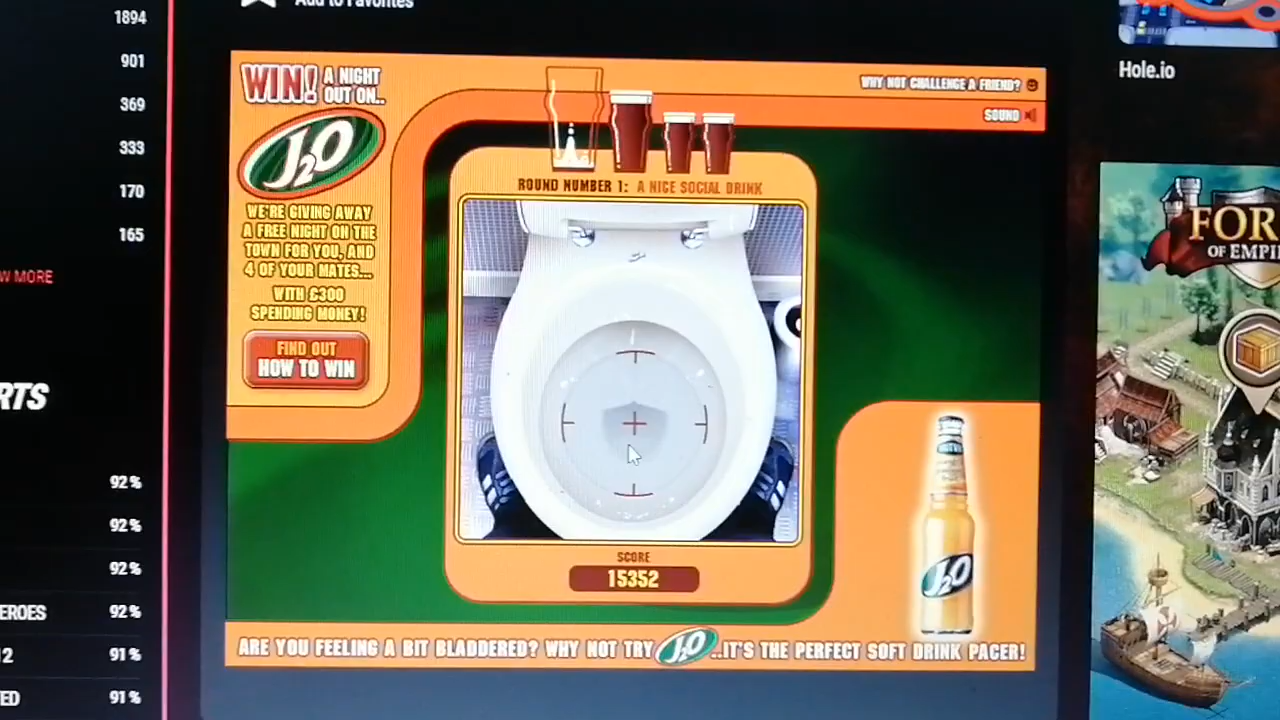 1894
Add to Favorites
901
369
333
170
165
W MORE
RTS
92%
92%
92%
EROES 92%
12 91%
ED 91%
WIN! A NIGHT
OUT ON..
J2O
WE'RE GIVING AWAY
A FREE NIGHT ON THE
TOWN FOR YOU, AND
4 OF YOUR MATES...
WITH £300
SPENDING MONEY!
FIND OUT
HOW TO WIN
WHY NOT CHALLENGE A FRIEND?
SOUND
ROUND NUMBER 1: A NICE SOCIAL DRINK
SCORE
15352
J2O
ARE YOU FEELING A BIT BLADDERED? WHY NOT TRY J2O ..IT'S THE PERFECT SOFT DRINK PACER!
Hole.io
FOR
OF EMPI